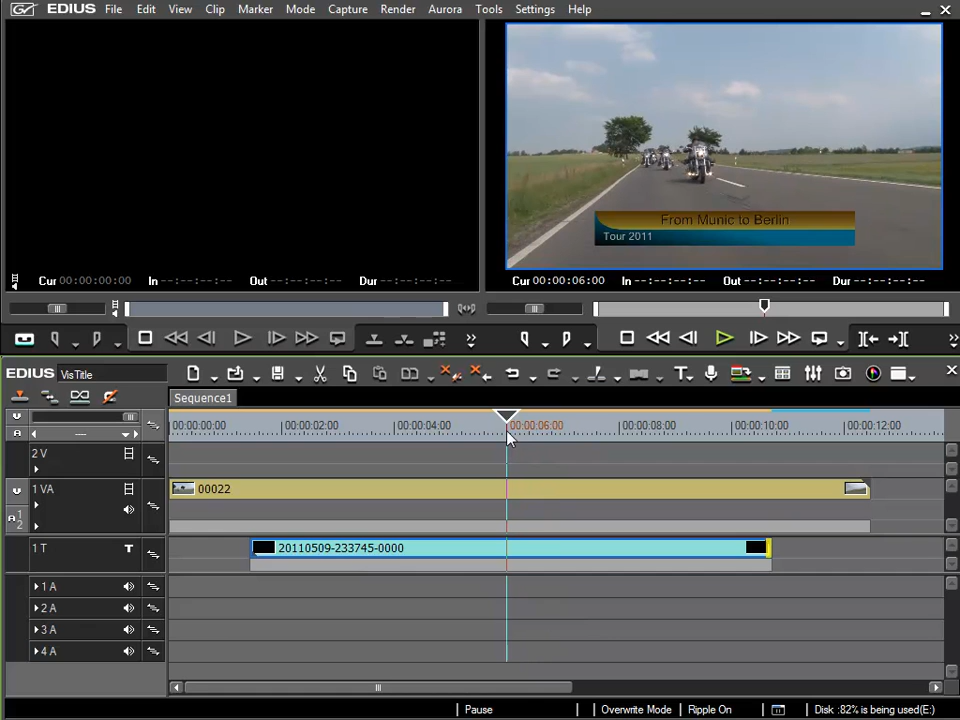 EDIUS File Edit View Clip Marker Mode Capture Render Aurora Tools Settings Help
From Munic to Berlin
Tour 2011
Cur 00:00:00:00 In --:--:--:-- Out --:--:--:-- Dur --:--:--:--
Cur 00:00:06:00 In --:--:--:-- Out --:--:--:-- Dur --:--:--:--
EDIUS VisTitle
Sequence1
00:00:00:00 00:00:02:00 00:00:04:00 00:00:06:00 00:00:08:00 00:00:10:00 00:00:12:00
2 V
1 VA 00022
A 1 2
1 T T 20110509-233745-0000
1 A
2 A
3 A
4 A
Pause Overwrite Mode Ripple On Disk :82% is being used(E:)